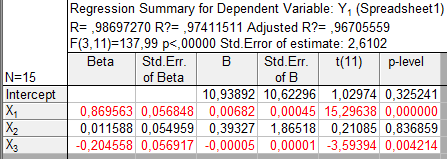 Regression Summary for Dependent Variable: Y₁ (Spreadsheet1)
R= ,98697270 R?= ,97411511 Adjusted R?= ,96705559
F(3,11)=137,99 p<,00000 Std.Error of estimate: 2,6102
N=15 Beta Std.Err. of Beta B Std.Err. of B t(11) p-level
Intercept 10,93892 10,62296 1,02974 0,325241
X₁ 0,869563 0,056848 0,00682 0,00045 15,29638 0,000000
X₂ 0,011588 0,054959 0,39327 1,86518 0,21085 0,836859
X₃ -0,204558 0,056917 -0,00005 0,00001 -3,59394 0,004214